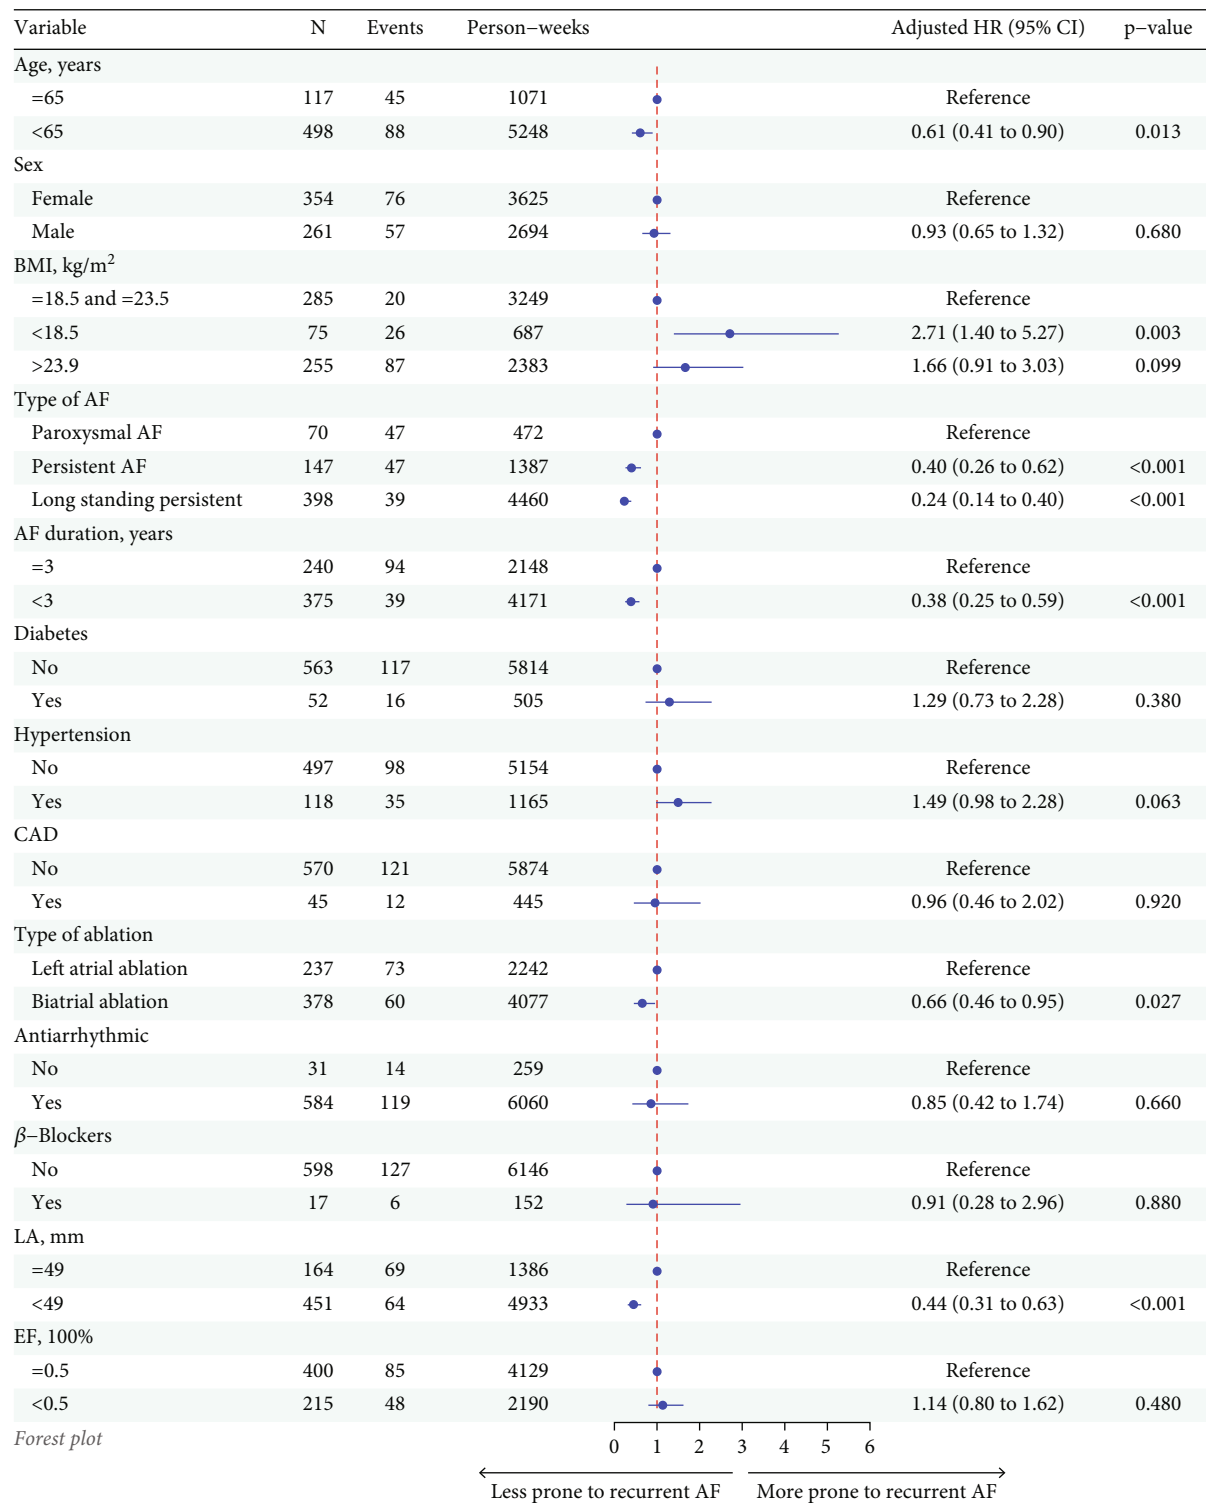 Variable N Events Person−weeks Adjusted HR (95% CI) p−value
Age, years
=65 117 45 1071 Reference
<65 498 88 5248 0.61 (0.41 to 0.90) 0.013
Sex
Female 354 76 3625 Reference
Male 261 57 2694 0.93 (0.65 to 1.32) 0.680
BMI, kg/m2
=18.5 and =23.5 285 20 3249 Reference
<18.5 75 26 687 2.71 (1.40 to 5.27) 0.003
>23.9 255 87 2383 1.66 (0.91 to 3.03) 0.099
Type of AF
Paroxysmal AF 70 47 472 Reference
Persistent AF 147 47 1387 0.40 (0.26 to 0.62) <0.001
Long standing persistent 398 39 4460 0.24 (0.14 to 0.40) <0.001
AF duration, years
=3 240 94 2148 Reference
<3 375 39 4171 0.38 (0.25 to 0.59) <0.001
Diabetes
No 563 117 5814 Reference
Yes 52 16 505 1.29 (0.73 to 2.28) 0.380
Hypertension
No 497 98 5154 Reference
Yes 118 35 1165 1.49 (0.98 to 2.28) 0.063
CAD
No 570 121 5874 Reference
Yes 45 12 445 0.96 (0.46 to 2.02) 0.920
Type of ablation
Left atrial ablation 237 73 2242 Reference
Biatrial ablation 378 60 4077 0.66 (0.46 to 0.95) 0.027
Antiarrhythmic
No 31 14 259 Reference
Yes 584 119 6060 0.85 (0.42 to 1.74) 0.660
β−Blockers
No 598 127 6146 Reference
Yes 17 6 152 0.91 (0.28 to 2.96) 0.880
LA, mm
=49 164 69 1386 Reference
<49 451 64 4933 0.44 (0.31 to 0.63) <0.001
EF, 100%
=0.5 400 85 4129 Reference
<0.5 215 48 2190 1.14 (0.80 to 1.62) 0.480
Forest plot
0 1 2 3 4 5 6
Less prone to recurrent AF More prone to recurrent AF